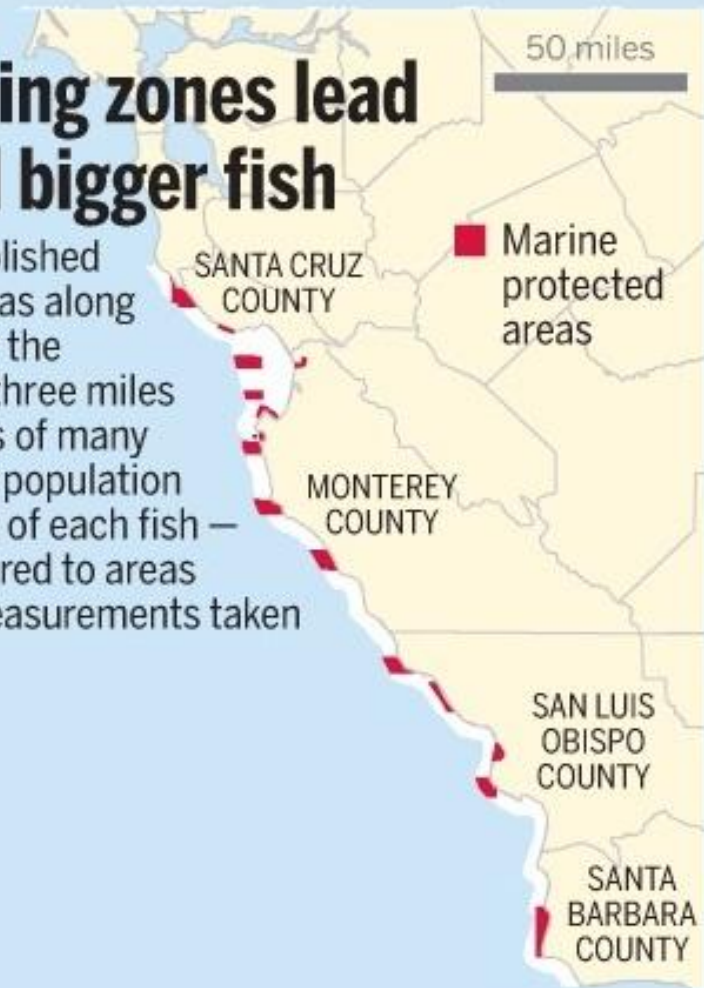 ing zones lead
bigger fish
50 miles
Marine
protected
areas
lished
as along
the
three miles
s of many
population
of each fish —
red to areas
easurements taken
SANTA CRUZ
COUNTY
MONTEREY
COUNTY
SAN LUIS
OBISPO
COUNTY
SANTA
BARBARA
COUNTY